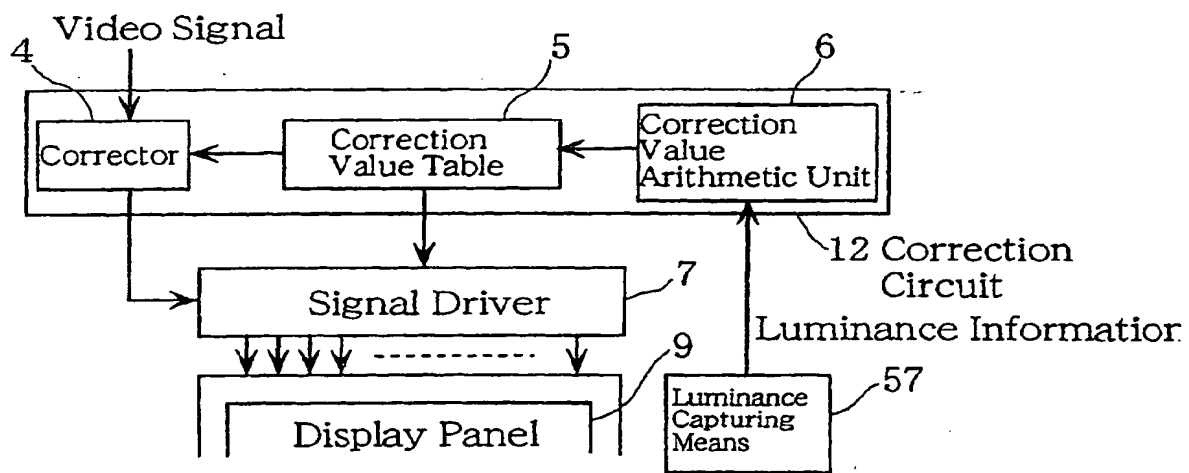 Video Signal
4
5
6
Corrector
Correction
Value Table
Correction
Value
Arithmetic Unit
12 Correction
Circuit
Signal Driver
7
Luminance Information
9
57
Display Panel
Luminance
Capturing
Means